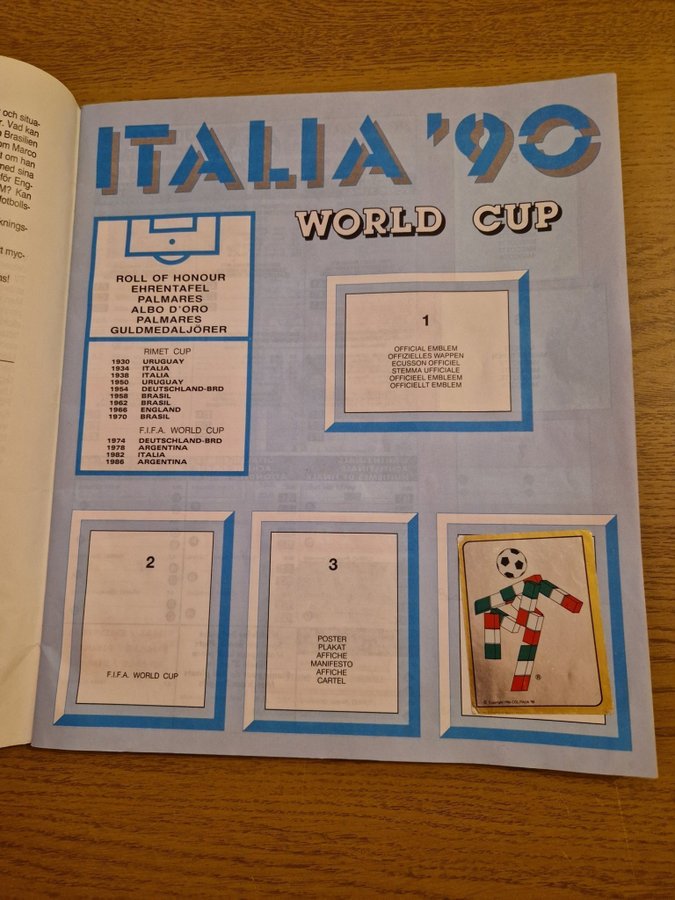 och situa-
r. Vad kan
Brasilien
om Marco
d om han
med sina
för Eng-
M? Kan
fotbolls-
knings-
t myc-
ns!
ITALIA '90
WORLD CUP
ROLL OF HONOUR
EHRENTAFEL
PALMARES
ALBO D'ORO
PALMARES
GULDMEDALJÖRER
RIMET CUP
1930 URUGUAY
1934 ITALIA
1938 ITALIA
1950 URUGUAY
1954 DEUTSCHLAND-BRD
1958 BRASIL
1962 BRASIL
1966 ENGLAND
1970 BRASIL
F.I.F.A. WORLD CUP
1974 DEUTSCHLAND-BRD
1978 ARGENTINA
1982 ITALIA
1986 ARGENTINA
1
OFFICIAL EMBLEM
OFFIZIELLES WAPPEN
ECUSSON OFFICIEL
STEMMA UFFICIALE
OFFICIEEL EMBLEEM
OFFICIELLT EMBLEM
2
F.I.F.A. WORLD CUP
3
POSTER
PLAKAT
AFFICHE
MANIFESTO
AFFICHE
CARTEL
®